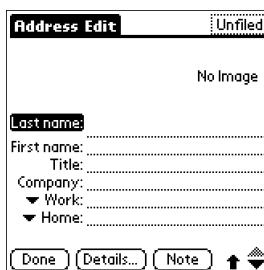 Address Edit Unfiled
No Image
Last name:
First name:
Title:
Company:
Work:
Home:
Done Details... Note